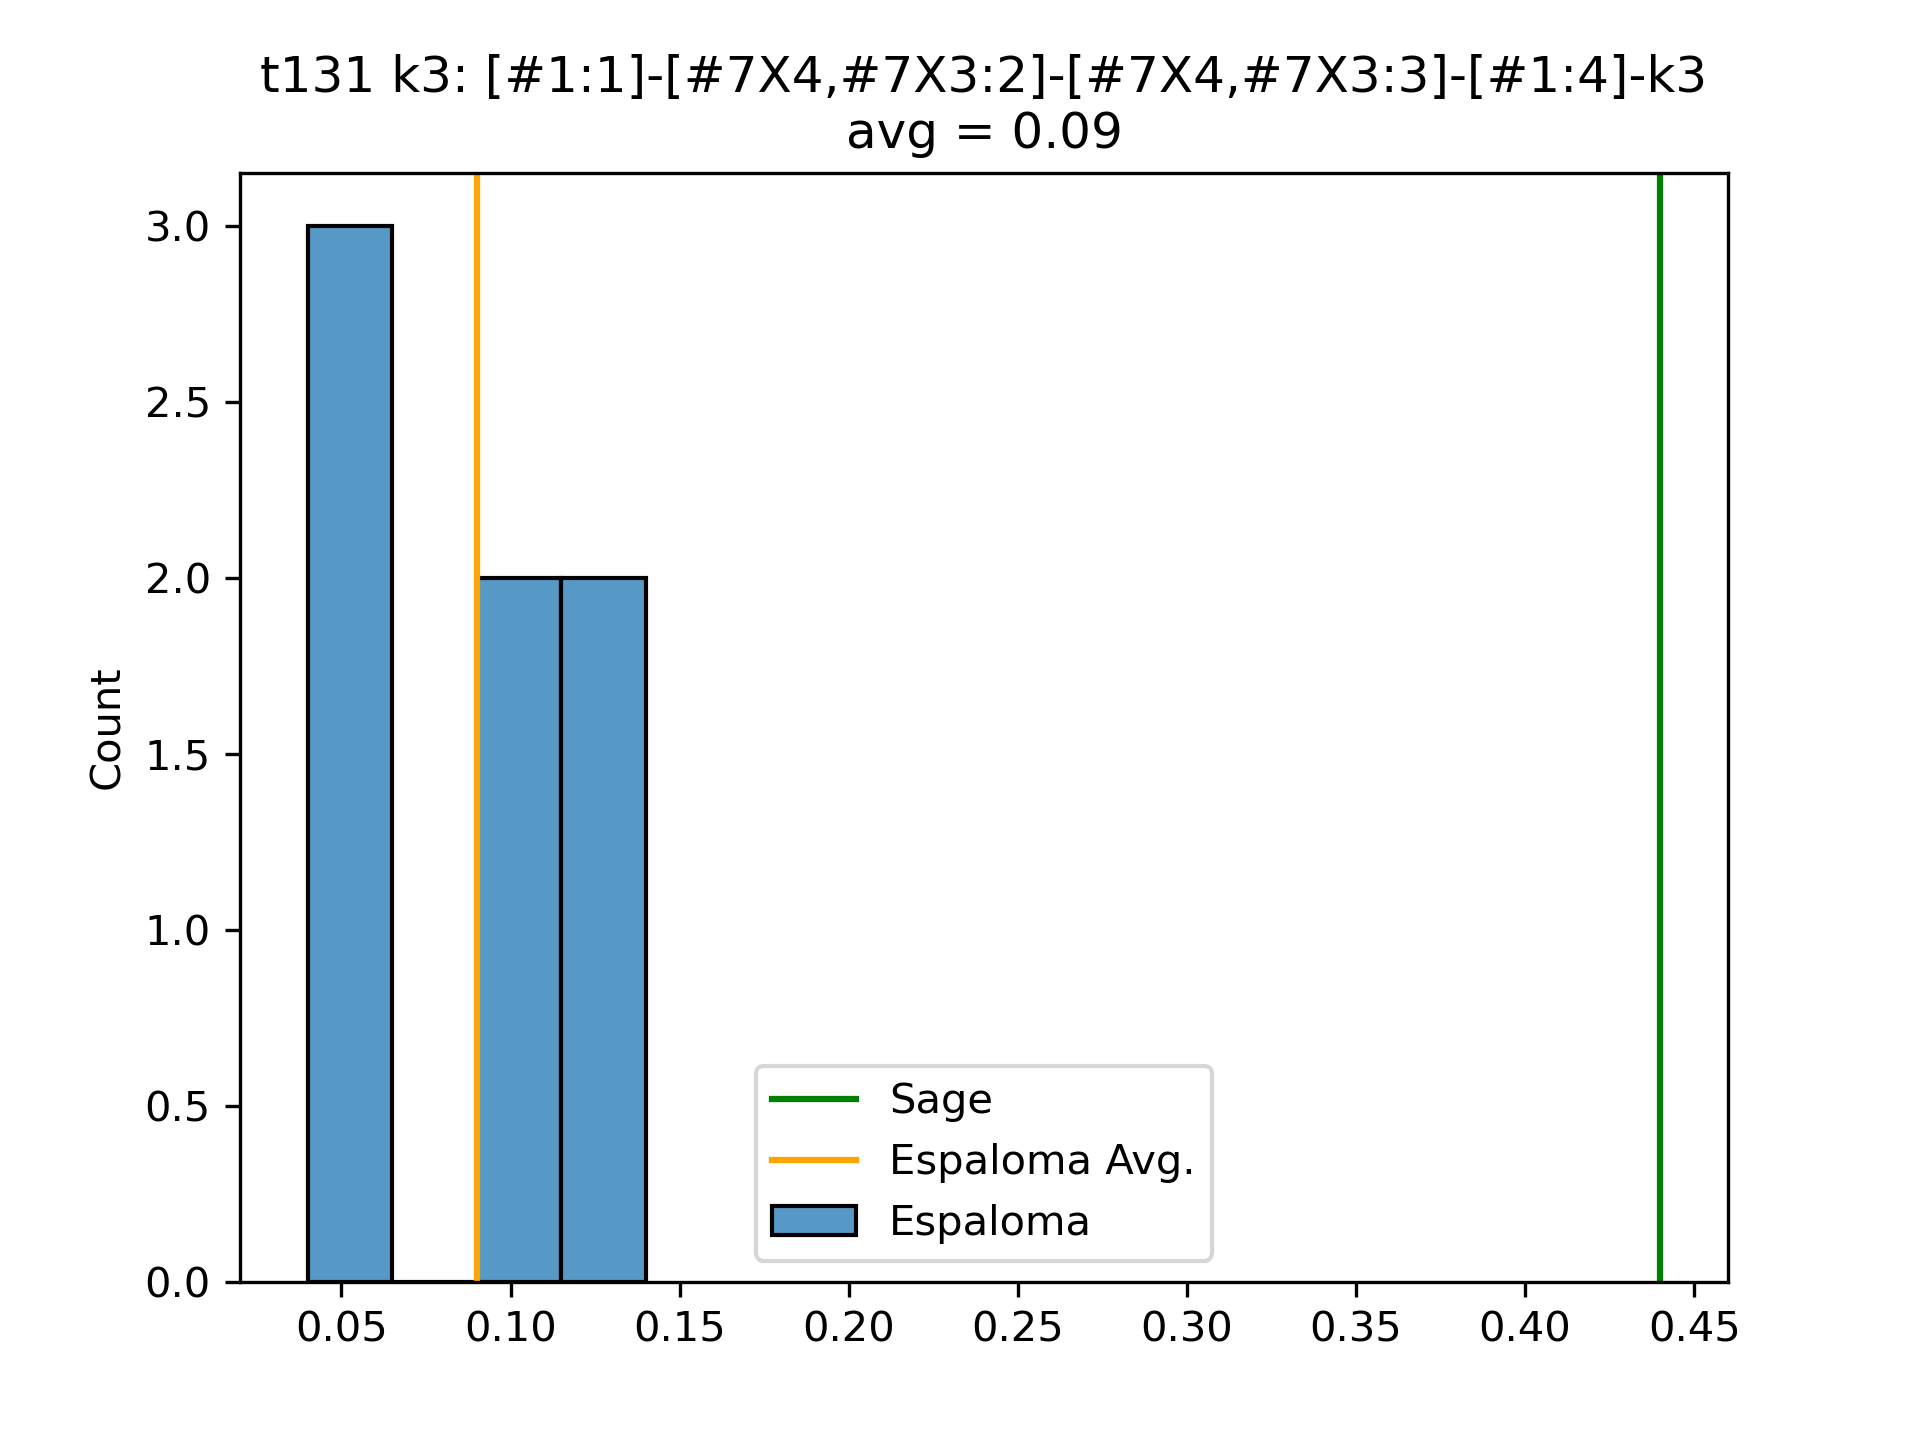 t131 k3: [#1:1]-[#7X4,#7X3:2]-[#7X4,#7X3:3]-[#1:4]-k3
avg = 0.09
3.0
2.5
2.0
1.5
1.0
0.5
0.0
Count
Sage
Espaloma Avg.
Espaloma
0.05 0.10 0.15 0.20 0.25 0.30 0.35 0.40 0.45